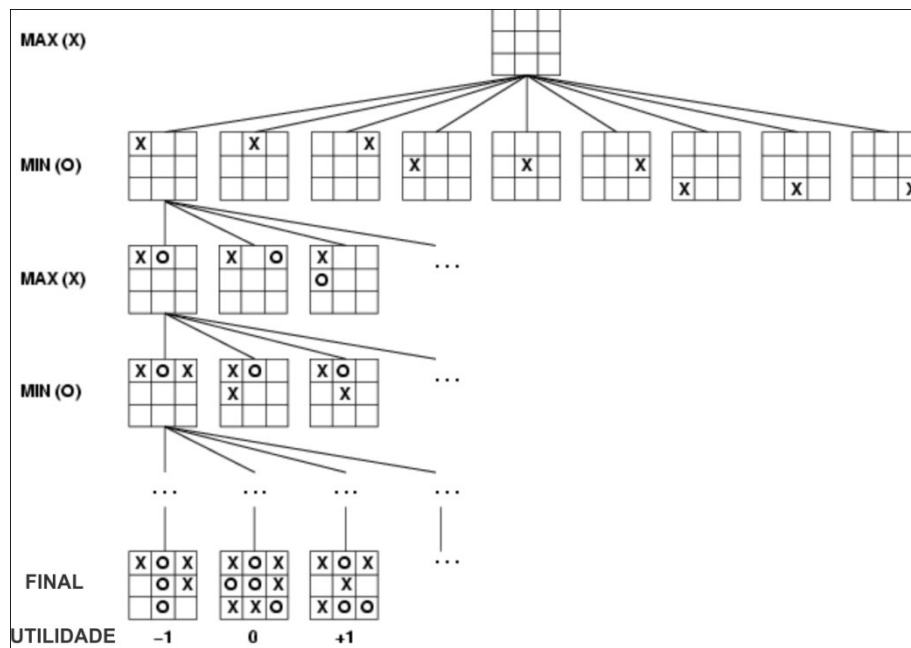 MAX (X)
X X X X X X X X X
MIN (O)
X O X O X
MAX (X) ...
O
X O X X O X O
MIN (O) X X ...
... ... ... ...
X O X X O X X O X ...
FINAL O X O O X X
O X X O X O O
UTILIDADE –1 0 +1